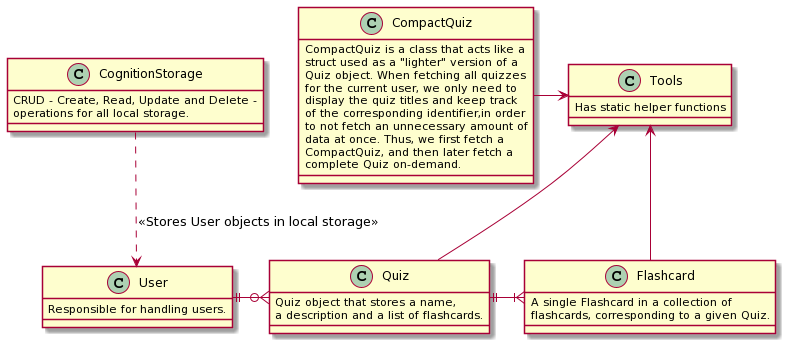 C CompactQuiz
CompactQuiz is a class that acts like a
struct used as a "lighter" version of a
Quiz object. When fetching all quizzes
for the current user, we only need to
display the quiz titles and keep track
of the corresponding identifier,in order
to not fetch an unnecessary amount of
data at once. Thus, we first fetch a
CompactQuiz, and then later fetch a
complete Quiz on-demand.
C CognitionStorage
CRUD - Create, Read, Update and Delete -
operations for all local storage.
C Tools
Has static helper functions
«Stores User objects in local storage»
C User
Responsible for handling users.
C Quiz
Quiz object that stores a name,
a description and a list of flashcards.
C Flashcard
A single Flashcard in a collection of
flashcards, corresponding to a given Quiz.